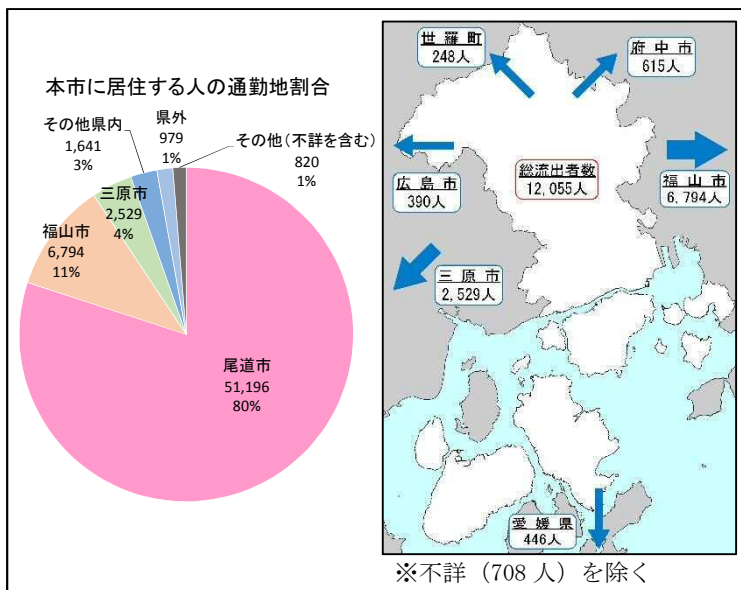 本市に居住する人の通勤地割合
その他県内
1,641
3%
県外
979
1%
その他(不詳を含む)
820
1%
三原市
2,529
4%
福山市
6,794
11%
尾道市
51,196
80%
世羅町
248人
府中市
615人
広島市
390人
総流出者数
12,055人
福山市
6,794人
三原市
2,529人
愛媛県
446人
※不詳（708 人）を除く